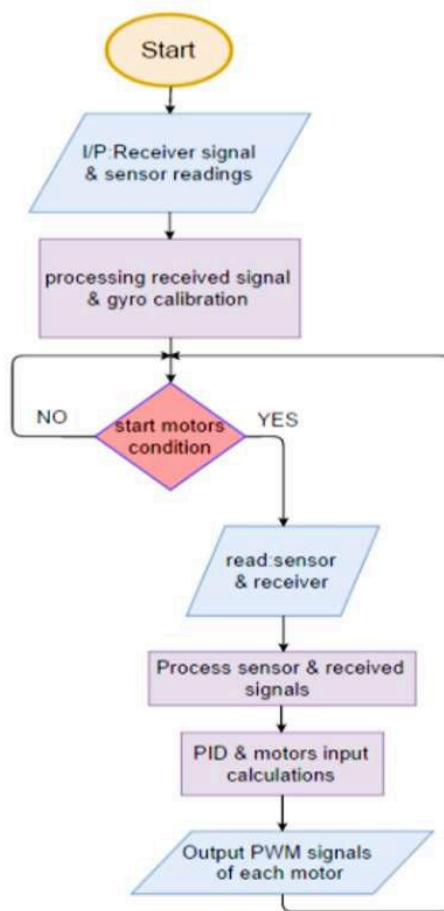 Start
I/P:Receiver signal
& sensor readings
processing received signal
& gyro calibration
NO
YES
start motors
condition
read:sensor
& receiver
Process sensor & received
signals
PID & motors input
calculations
Output PWM signals
of each motor